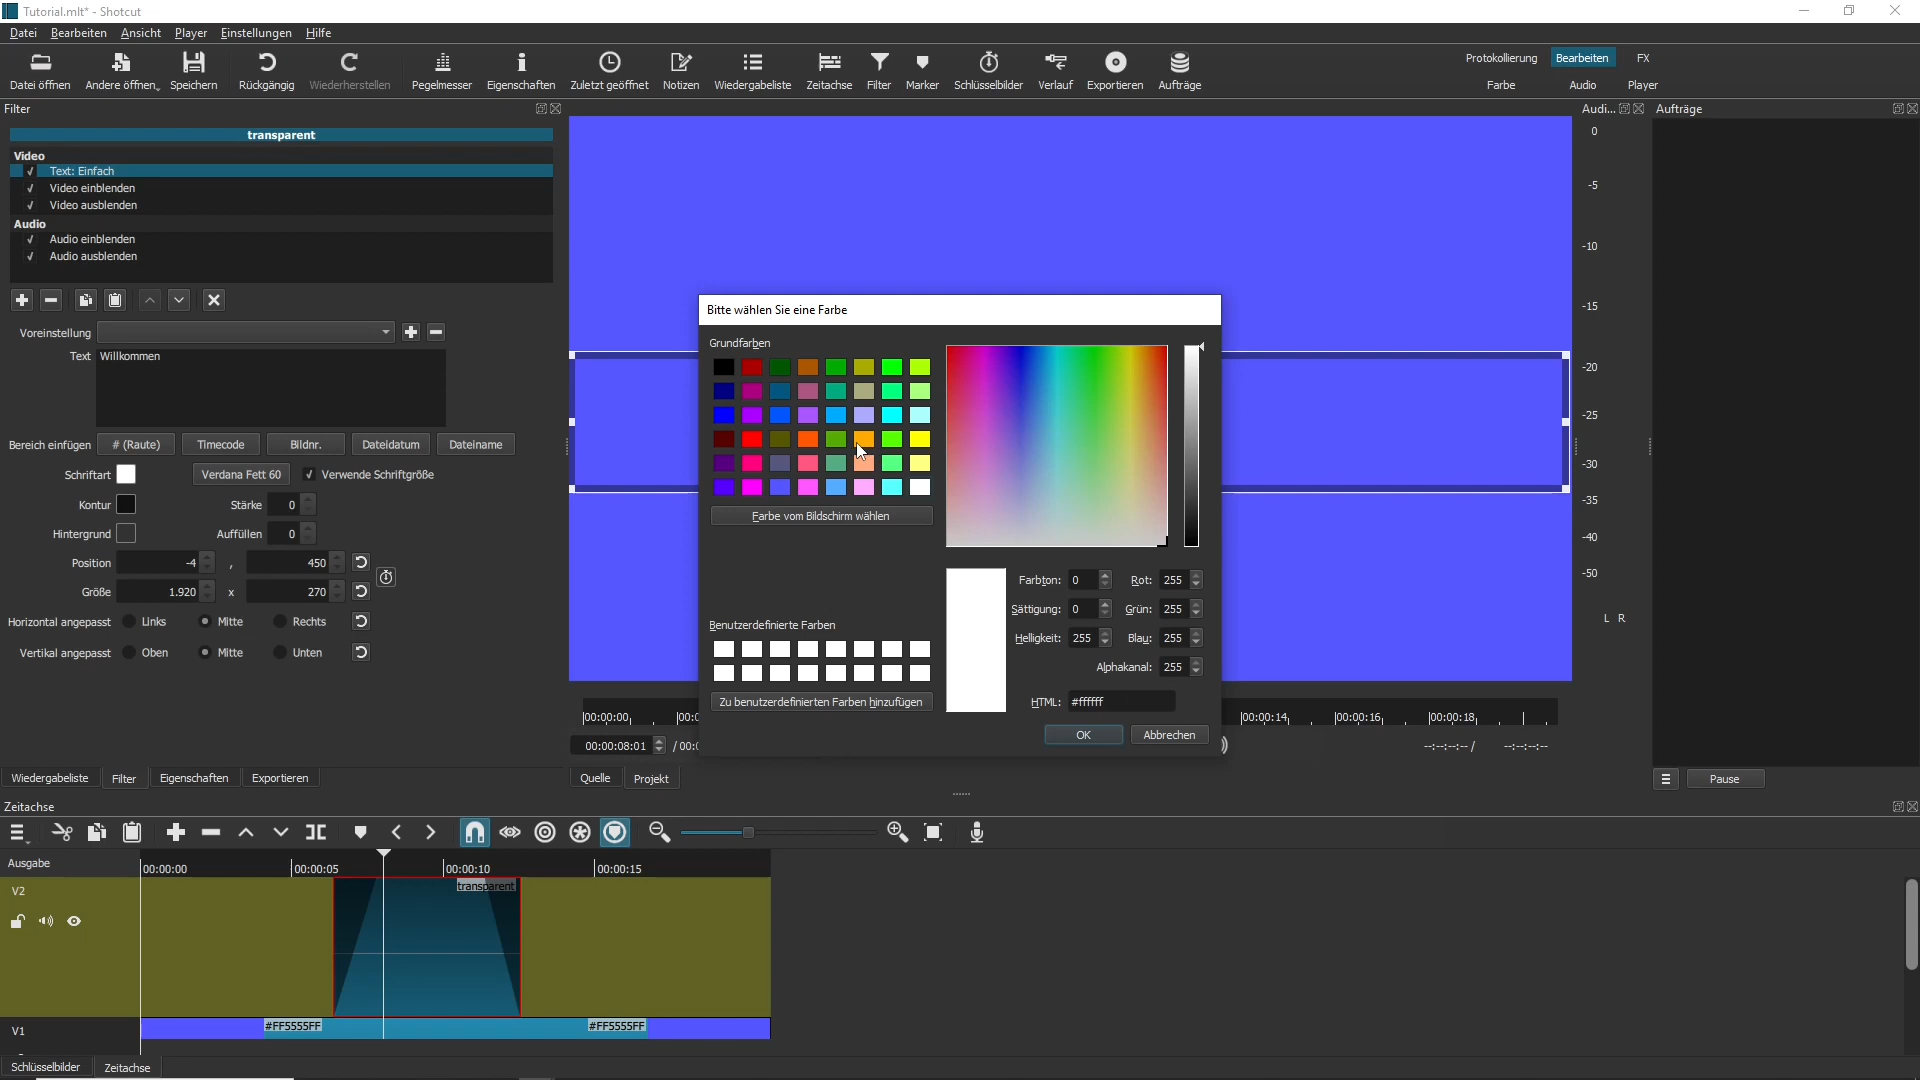 Tutorial.mlt* - Shotcut
Datei Bearbeiten Ansicht Player Einstellungen Hilfe
Datei öffnen Andere öffnen Speichern Rückgängig Wiederherstellen Pegelmesser Eigenschaften Zuletzt geöffnet Notizen Wiedergabeliste Zeitachse Filter Marker Schlüsselbilder Verlauf Exportieren Aufträge
Protokollierung Bearbeiten FX
Farbe Audio Player
Filter
transparent
Video
Text: Einfach
Video einblenden
Video ausblenden
Audio
Audio einblenden
Audio ausblenden
Voreinstellung
Text Willkommen
Bereich einfügen # (Raute) Timecode Bildnr. Dateidatum Dateiname
Schriftart Verdana Fett 60 Verwende Schriftgröße
Kontur Stärke 0
Hintergrund Auffüllen 0
Position -4 , 450
Größe 1.920 x 270
Horizontal angepasst Links Mitte Rechts
Vertikal angepasst Oben Mitte Unten
Wiedergabeliste Filter Eigenschaften Exportieren
Bitte wählen Sie eine Farbe
Grundfarben
Farbe vom Bildschirm wählen
Benutzerdefinierte Farben
Zu benutzerdefinierten Farben hinzufügen
Farbton: 0 Rot: 255
Sättigung: 0 Grün: 255
Helligkeit: 255 Blau: 255
Alphakanal: 255
HTML: #ffffff
OK Abbrechen
00:00:00 00:00:14 00:00:16 00:00:18
00:00:08:01 --:--:--:-- / --:--:--:--
Quelle Projekt
Audi...
0
-5
-10
-15
-20
-25
-30
-35
-40
-50
L R
Aufträge
Pause
Zeitachse
Ausgabe
00:00:00 00:00:05 00:00:10 00:00:15
V2
transparent
V1
#FF5555FF #FF5555FF
Schlüsselbilder Zeitachse